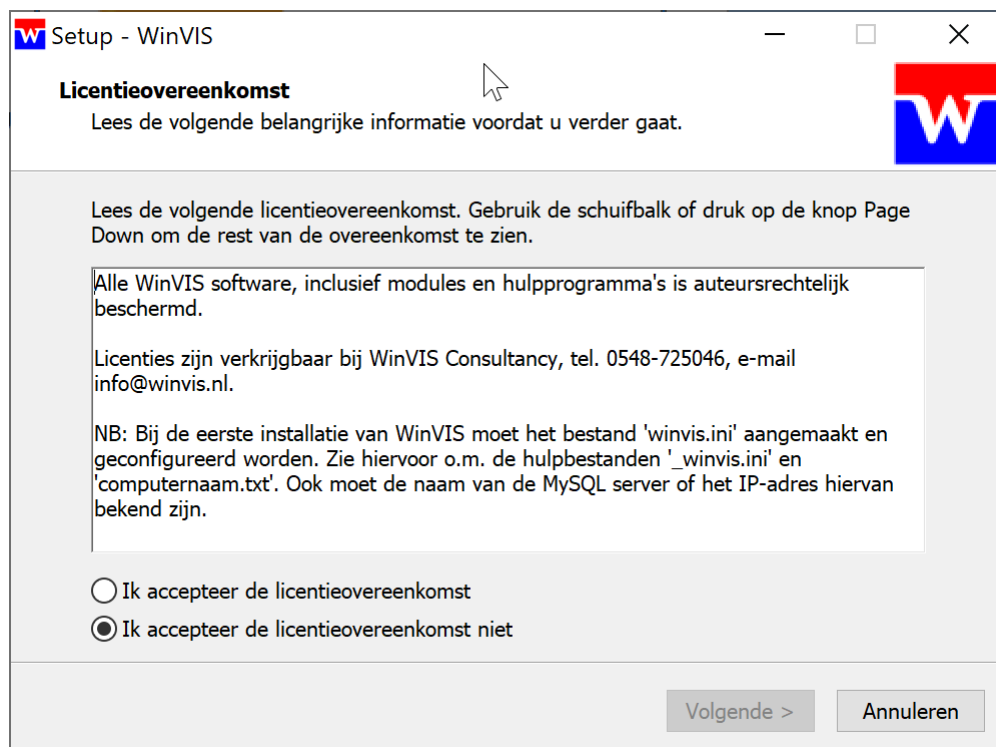 Setup - WinVIS
Licentieovereenkomst
Lees de volgende belangrijke informatie voordat u verder gaat.
W
Lees de volgende licentieovereenkomst. Gebruik de schuifbalk of druk op de knop Page
Down om de rest van de overeenkomst te zien.
Alle WinVIS software, inclusief modules en hulpprogramma's is auteursrechtelijk
beschermd.
Licenties zijn verkrijgbaar bij WinVIS Consultancy, tel. 0548-725046, e-mail
info@winvis.nl.
NB: Bij de eerste installatie van WinVIS moet het bestand 'winvis.ini' aangemaakt en
geconfigureerd worden. Zie hiervoor o.m. de hulpbestanden '_winvis.ini' en
'computernaam.txt'. Ook moet de naam van de MySQL server of het IP-adres hiervan
bekend zijn.
Ik accepteer de licentieovereenkomst
Ik accepteer de licentieovereenkomst niet
Volgende >
Annuleren